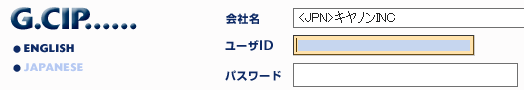 G.CIP......
ENGLISH
JAPANESE
会社名 <JPN>キヤノンINC
ユーザID
パスワード